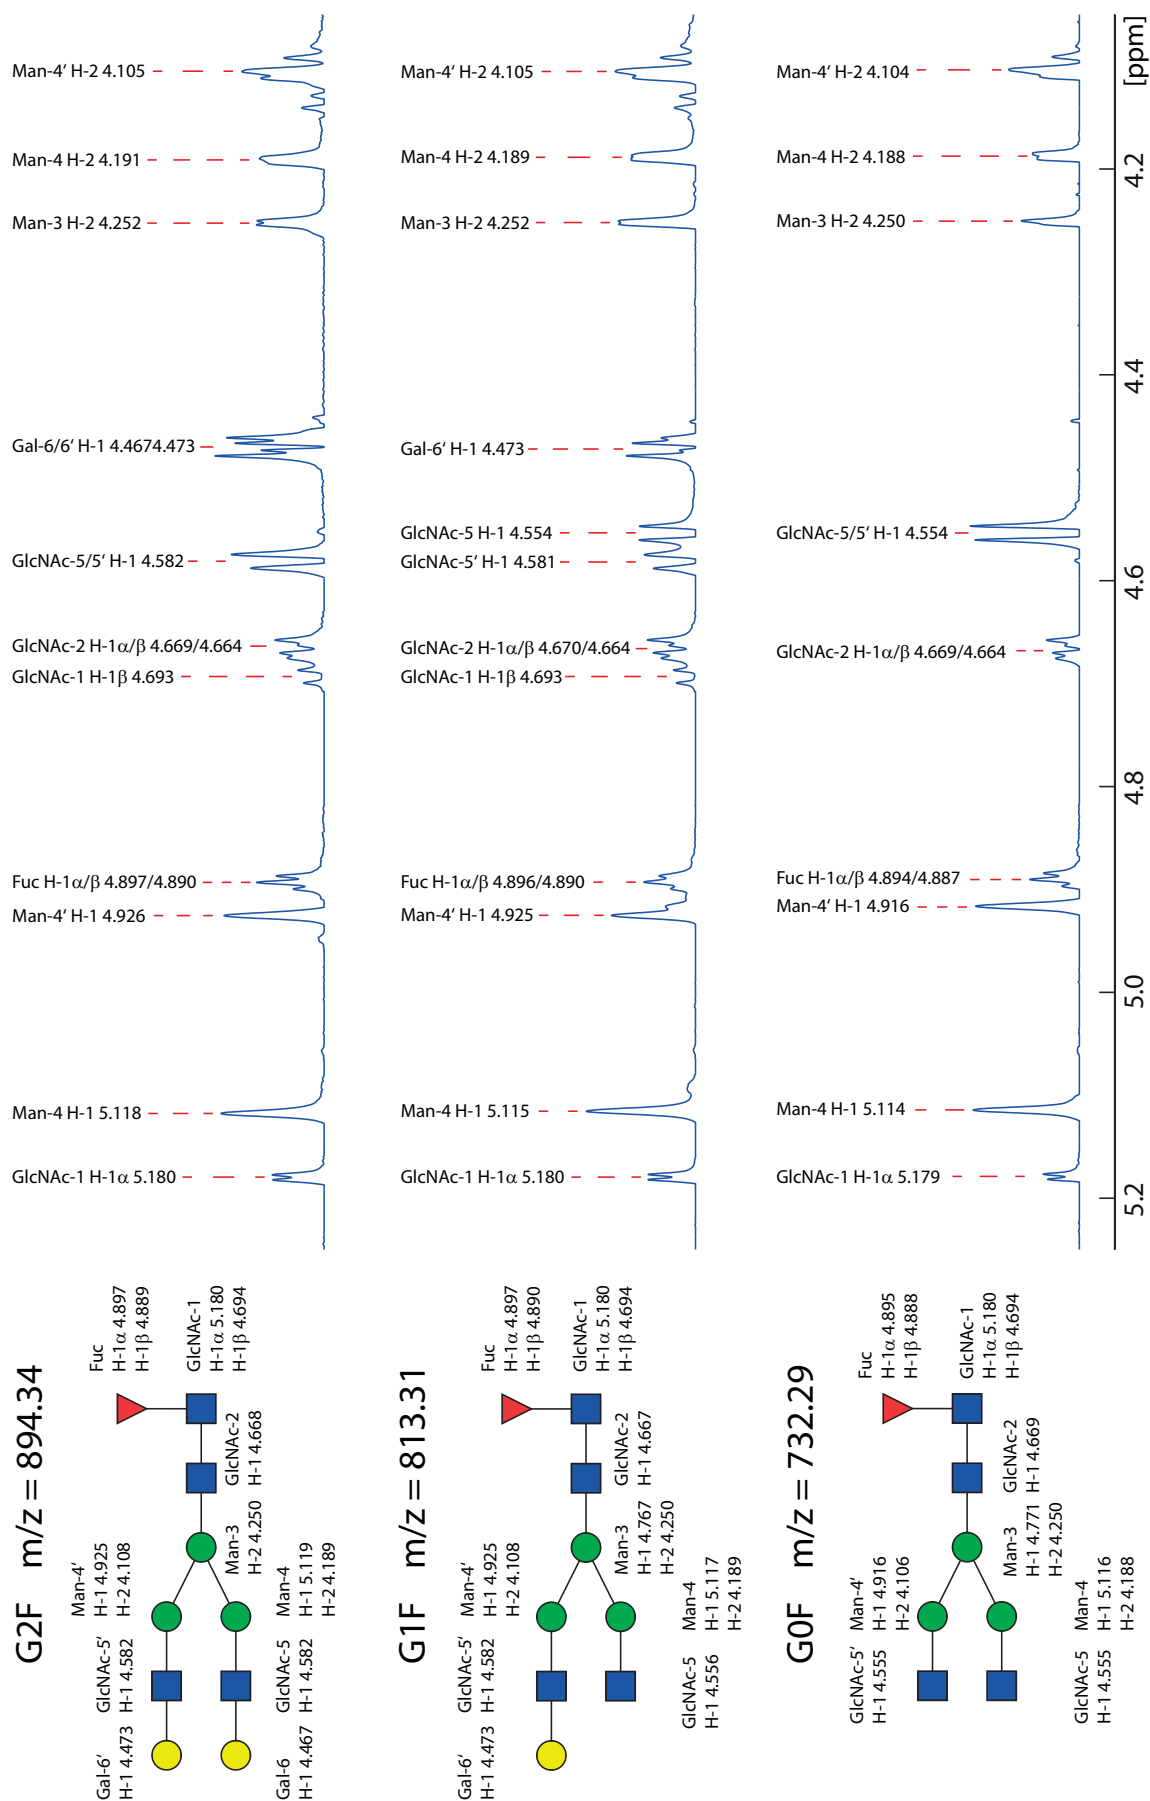 Man-4′ H-2 4.105
Man-4 H-2 4.191
Man-3 H-2 4.252
Gal-6/6′ H-1 4.4674.473
GlcNAc-5/5′ H-1 4.582
GlcNAc-2 H-1α/β 4.669/4.664
GlcNAc-1 H-1β 4.693
Fuc H-1α/β 4.897/4.890
Man-4′ H-1 4.926
Man-4 H-1 5.118
GlcNAc-1 H-1α 5.180
Man-4′ H-2 4.105
Man-4 H-2 4.189
Man-3 H-2 4.252
Gal-6′ H-1 4.473
GlcNAc-5 H-1 4.554
GlcNAc-5′ H-1 4.581
GlcNAc-2 H-1α/β 4.670/4.664
GlcNAc-1 H-1β 4.693
Fuc H-1α/β 4.896/4.890
Man-4′ H-1 4.925
Man-4 H-1 5.115
GlcNAc-1 H-1α 5.180
Man-4′ H-2 4.104
Man-4 H-2 4.188
Man-3 H-2 4.250
GlcNAc-5/5′ H-1 4.554
GlcNAc-2 H-1α/β 4.669/4.664
Fuc H-1α/β 4.894/4.887
Man-4′ H-1 4.916
Man-4 H-1 5.114
GlcNAc-1 H-1α 5.179
[ppm]
4.2
4.4
4.6
4.8
5.0
5.2
G2F m/z = 894.34
Gal-6′
H-1 4.473
GlcNAc-5′
H-1 4.582
Man-4′
H-1 4.925
H-2 4.108
Fuc
H-1α 4.897
H-1β 4.889
GlcNAc-1
H-1α 5.180
H-1β 4.694
GlcNAc-2
H-1 4.668
Man-3
H-2 4.250
Gal-6
H-1 4.467
GlcNAc-5
H-1 4.582
Man-4
H-1 5.119
H-2 4.189
G1F m/z = 813.31
Gal-6′
H-1 4.473
GlcNAc-5′
H-1 4.582
Man-4′
H-1 4.925
H-2 4.108
Fuc
H-1α 4.897
H-1β 4.890
GlcNAc-1
H-1α 5.180
H-1β 4.694
GlcNAc-2
H-1 4.667
Man-3
H-1 4.767
H-2 4.250
GlcNAc-5
H-1 4.556
Man-4
H-1 5.117
H-2 4.189
G0F m/z = 732.29
GlcNAc-5′
H-1 4.555
Man-4′
H-1 4.916
H-2 4.106
Fuc
H-1α 4.895
H-1β 4.888
GlcNAc-1
H-1α 5.180
H-1β 4.694
GlcNAc-2
H-1 4.669
Man-3
H-1 4.771
H-2 4.250
GlcNAc-5
H-1 4.555
Man-4
H-1 5.116
H-2 4.188